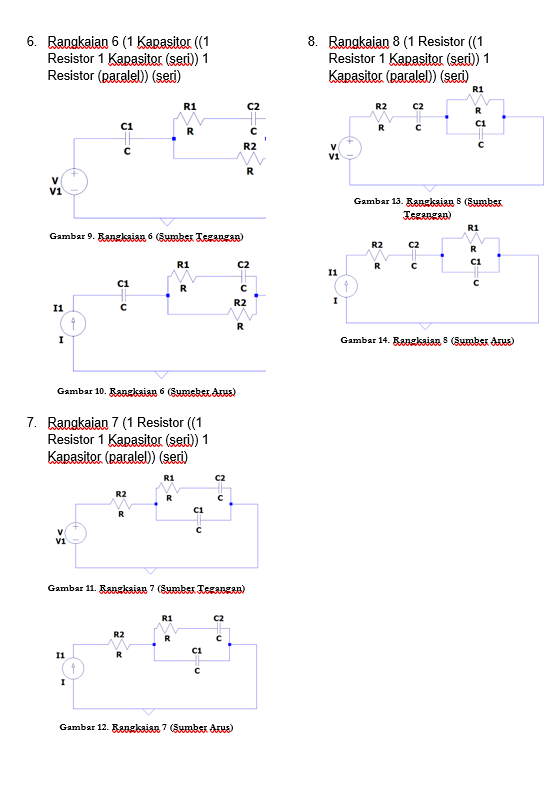 6. Rangkaian 6 (1 Kapasitor ((1
Resistor 1 Kapasitor (seri)) 1
Resistor (paralel)) (seri)
R1
C2
C1
R
C
C
R2
R
V
V1
Gambar 9. Rangkaian 6 (Sumber Tegangan)
R1
C2
C1
R
C
I1
C
R2
I
R
Gambar 10. Rangkaian 6 (Sumeber Arus)
7. Rangkaian 7 (1 Resistor ((1
Resistor 1 Kapasitor (seri)) 1
Kapasitor (paralel)) (seri)
R1
C2
R2
R
C
R
C1
C
V
V1
Gambar 11. Rangkaian 7 (Sumber Tegangan)
R1
C2
R2
R
C
I1
R
C1
C
I
Gambar 12. Rangkaian 7 (Sumber Arus)
8. Rangkaian 8 (1 Resistor ((1
Resistor 1 Kapasitor (seri)) 1
Kapasitor (paralel)) (seri)
R1
R2
C2
R
R
C
C1
C
V
V1
Gambar 13. Rangkaian 8 (Sumber
Tegangan)
R1
R2
C2
R
R
C
C1
I1
C
I
Gambar 14. Rangkaian 8 (Sumber Arus)